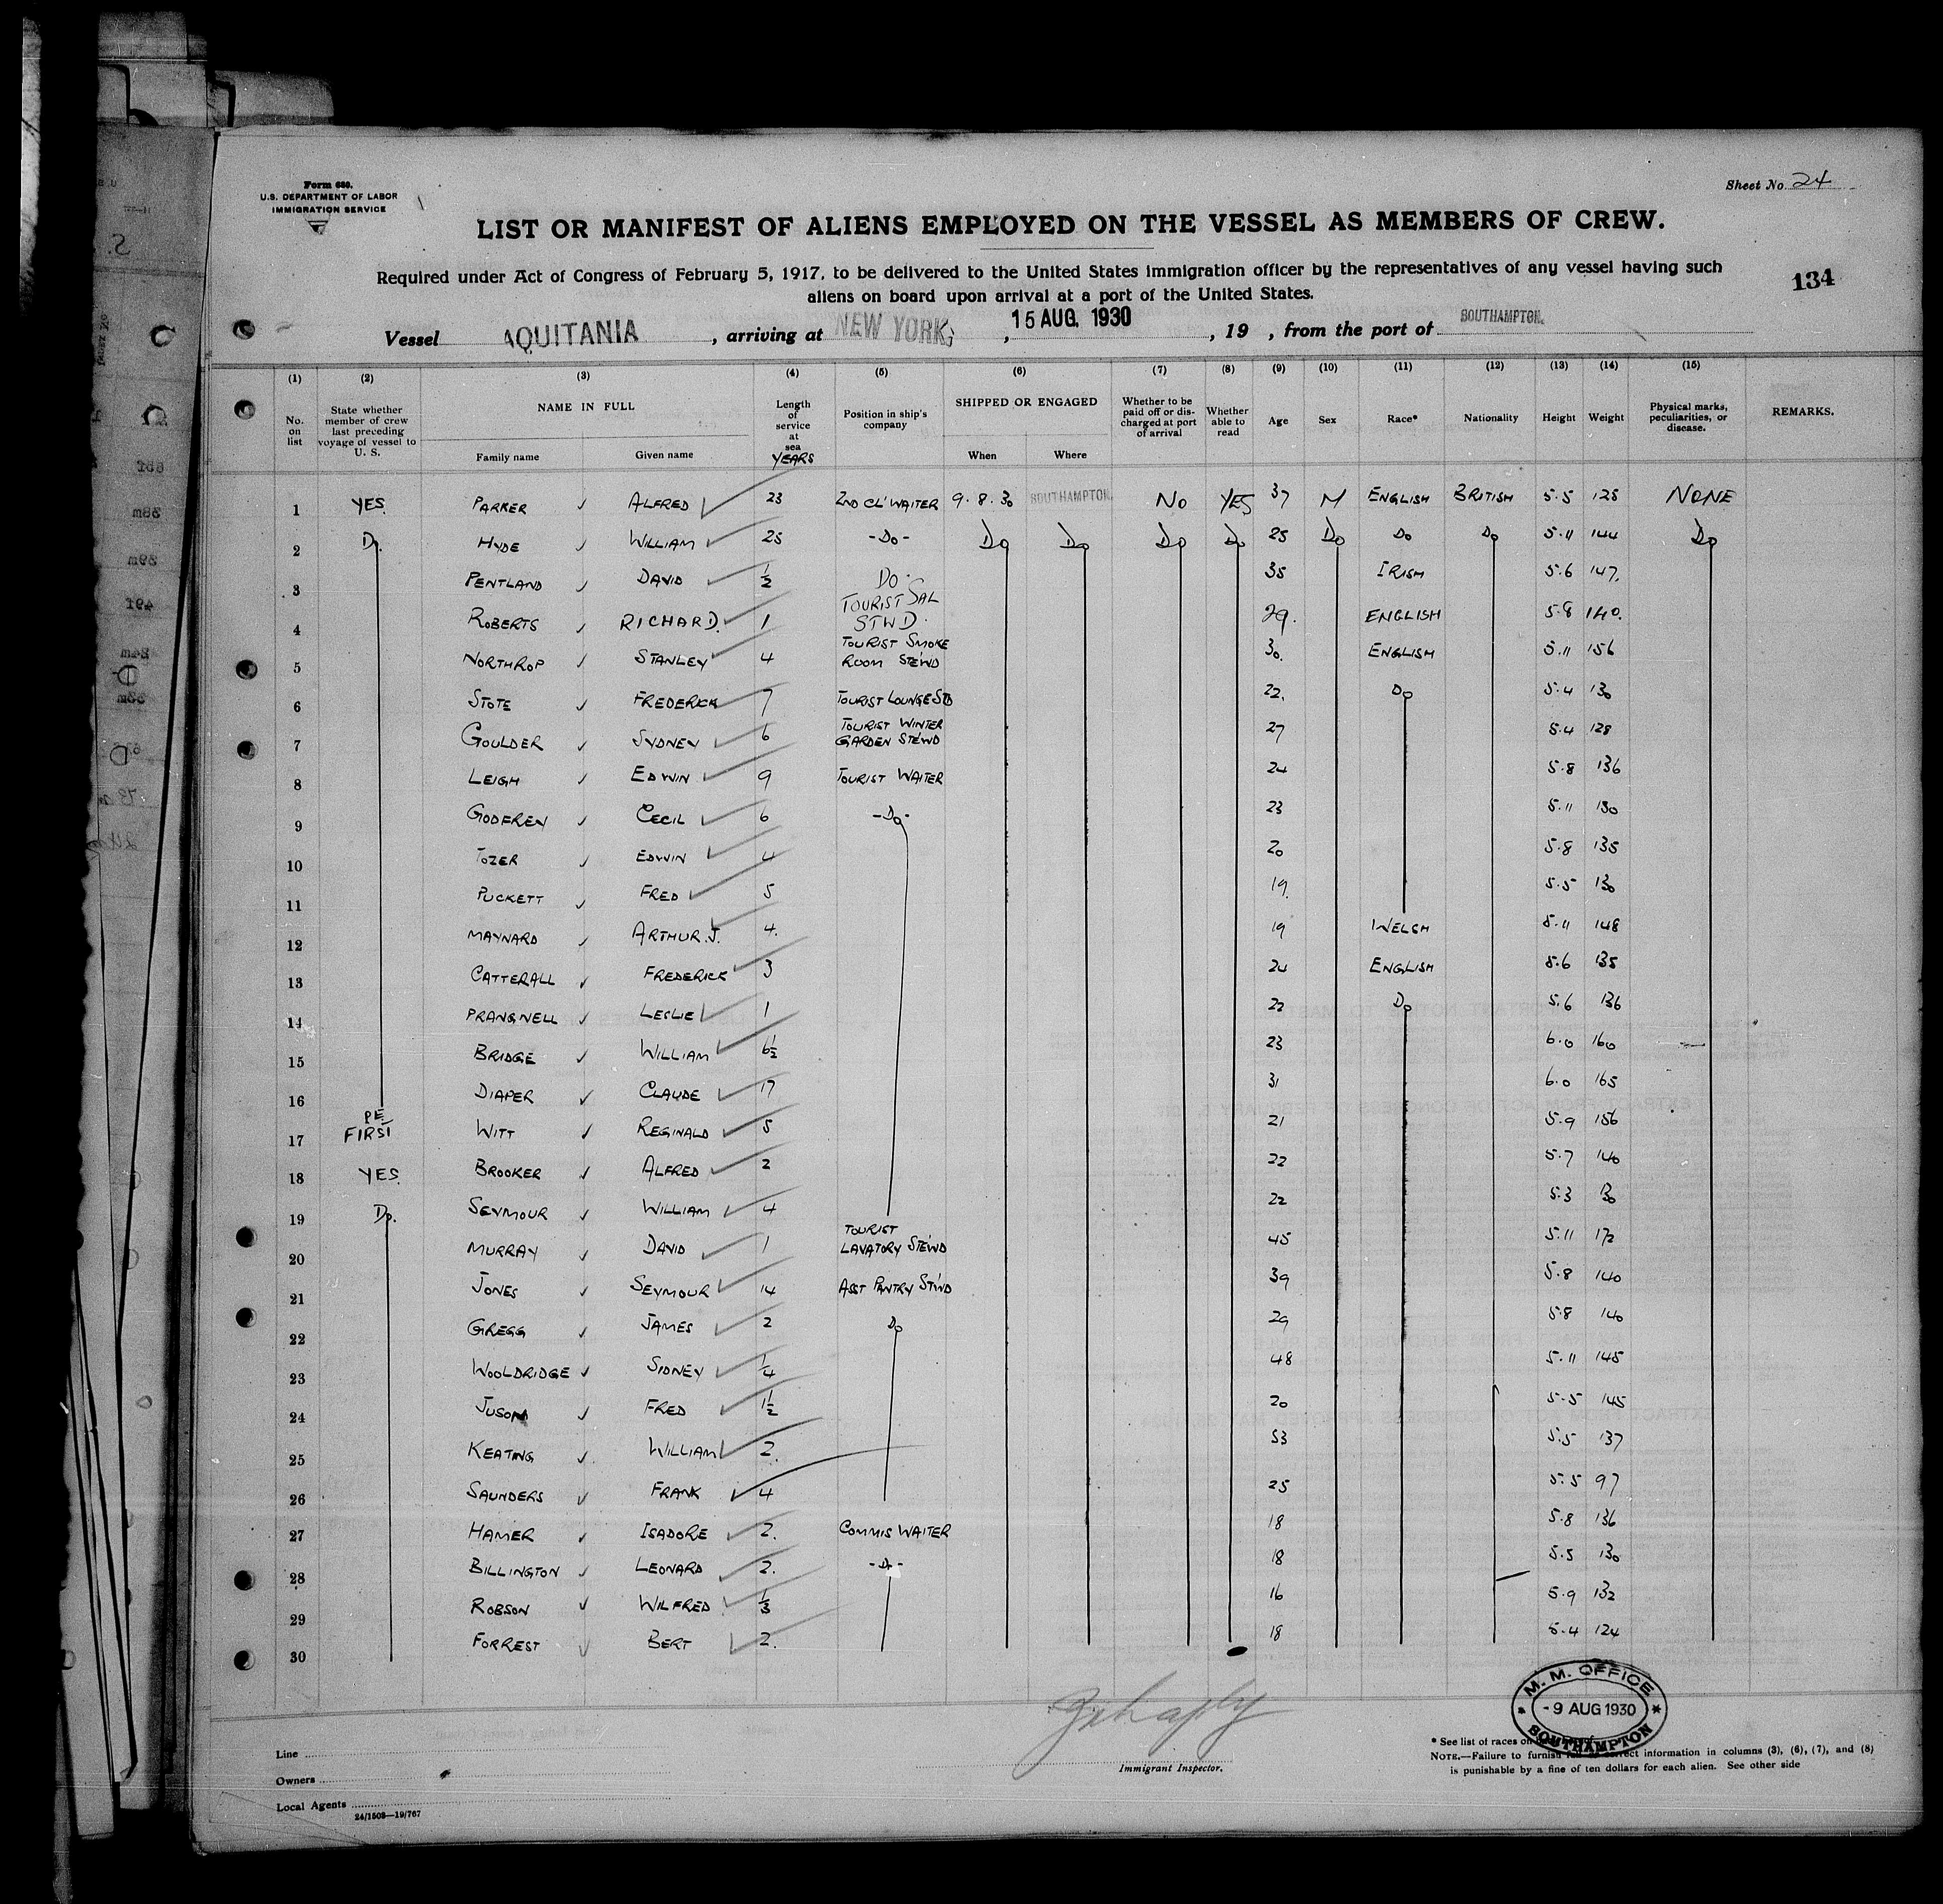 Form 680.
U.S. DEPARTMENT OF LABOR
IMMIGRATION SERVICE
Sheet No 24
LIST OR MANIFEST OF ALIENS EMPLOYED ON THE VESSEL AS MEMBERS OF CREW.
Required under Act of Congress of February 5, 1917, to be delivered to the United States immigration officer by the representatives of any vessel having such
aliens on board upon arrival at a port of the United States.
134
Vessel AQUITANIA, arriving at NEW YORK, 15 AUG. 1930, 19 , from the port of SOUTHAMPTON.
(1) (2) (3) (4) (5) (6) (7) (8) (9) (10) (11) (12) (13) (14) (15)
No. on list State whether member of crew last preceding voyage of vessel to U. S. NAME IN FULL Family name Given name Length of service at sea YEARS Position in ship's company SHIPPED OR ENGAGED When Where Whether to be paid off or discharged at port of arrival Whether able to read Age Sex Race* Nationality Height Weight Physical marks, peculiarities, or disease. REMARKS.
1 YES. PARKER ALFRED 23 2ND CL' WAITER 9.8.30 SOUTHAMPTON. NO YES 37 M ENGLISH BRITISH 5.5 125 NONE
2 Do. HYDE WILLIAM 25 -Do- Do Do Do Do 25 Do Do Do 5.11 144 Do
3 PENTLAND DAVID 1/2 DO. 35 IRISH 5.6 147.
4 ROBERTS RICHARD. 1 TOURIST SAL STWD. 29. ENGLISH 5.8 140.
5 NORTHROP STANLEY 4 TOURIST SMOKE ROOM STEWD 30. ENGLISH 5.11 156
6 STOTE FREDERICK 7 TOURIST LOUNGE STD 22. Do 5.4 130
7 GOULDER SYDNEY 6 TOURIST WINTER GARDEN STEWD 27 5.4 128
8 LEIGH EDWIN 9 TOURIST WAITER 24 5.8 136
9 GODFREY CECIL 6 -Do- 23 5.11 130
10 TOZER EDWIN 4 20 5.8 135
11 PUCKETT FRED 5 19. 5.5 130
12 MAYNARD ARTHUR.J. 4. 19 WELSH 5.11 148
13 CATTERALL FREDERICK 3 24 ENGLISH 5.6 135
14 PRANGNELL LESLIE 1 22 Do 5.6 136
15 BRIDGE WILLIAM 6 1/2 23 6.0 160
16 DIAPER CLAUDE 17 31 6.0 165
17 FIRST WITT REGINALD 5 21 5.9 156
18 YES. BROOKER ALFRED 2 22 5.7 140
19 Do. SEYMOUR WILLIAM 4 22 5.3 130
20 MURRAY DAVID 1 TOURIST LAVATORY STEWD 45 5.11 172
21 JONES SEYMOUR 14 ASST PANTRY STWD 39 5.8 140
22 GREGG JAMES 2 Do 29 5.8 140
23 WOOLDRIDGE SIDNEY 1/4 48 5.11 145
24 JUSON FRED 1 1/2 20 5.5 145
25 KEATING WILLIAM 2. 53 5.5 137
26 SAUNDERS FRANK 4 25 5.5 97
27 HAMER ISADORE 2. COMMIS WAITER 18 5.8 136
28 BILLINGTON LEONARD 2. -Do- 18 5.5 130
29 ROBSON WILFRED 1/3 16 5.9 132
30 FORREST BERT 2. 18 5.4 124
M. M. OFFICE
- 9 AUG 1930
SOUTHAMPTON
Line
Owners
Local Agents
24/1503—19/767
Immigrant Inspector.
* See list of races on
NOTE.—Failure to furnish correct information in columns (3), (6), (7), and (8)
is punishable by a fine of ten dollars for each alien. See other side